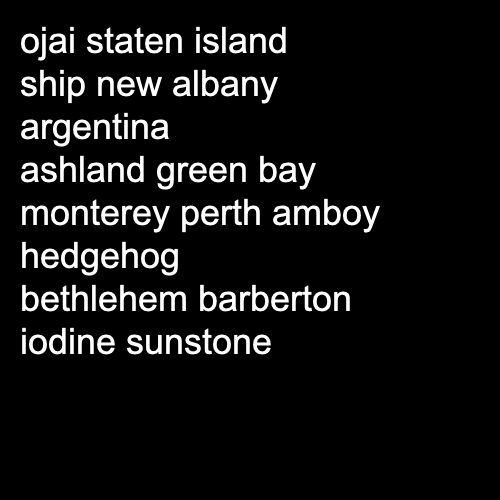 ojai staten island
ship new albany
argentina
ashland green bay
monterey perth amboy
hedgehog
bethlehem barberton
iodine sunstone